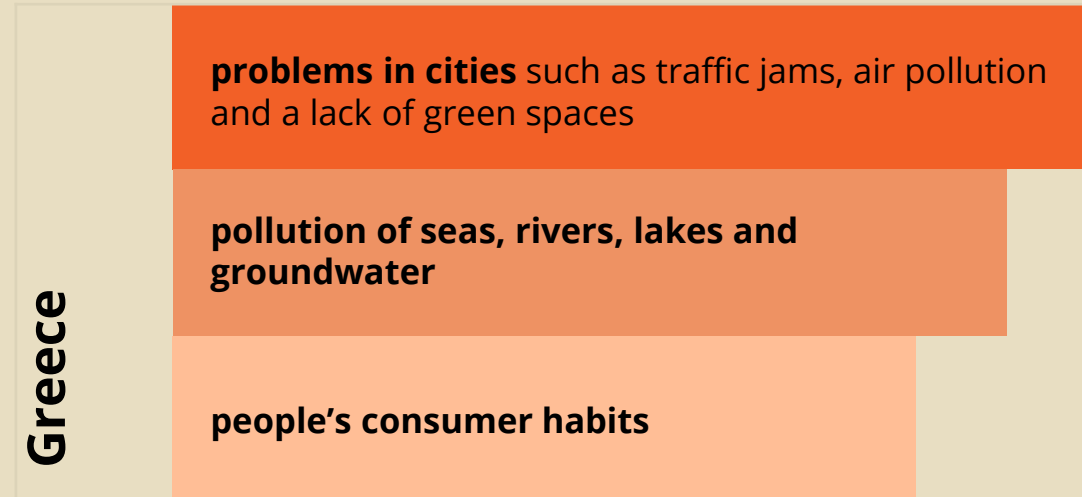 Greece
problems in cities such as traffic jams, air pollution
and a lack of green spaces
pollution of seas, rivers, lakes and
groundwater
people’s consumer habits